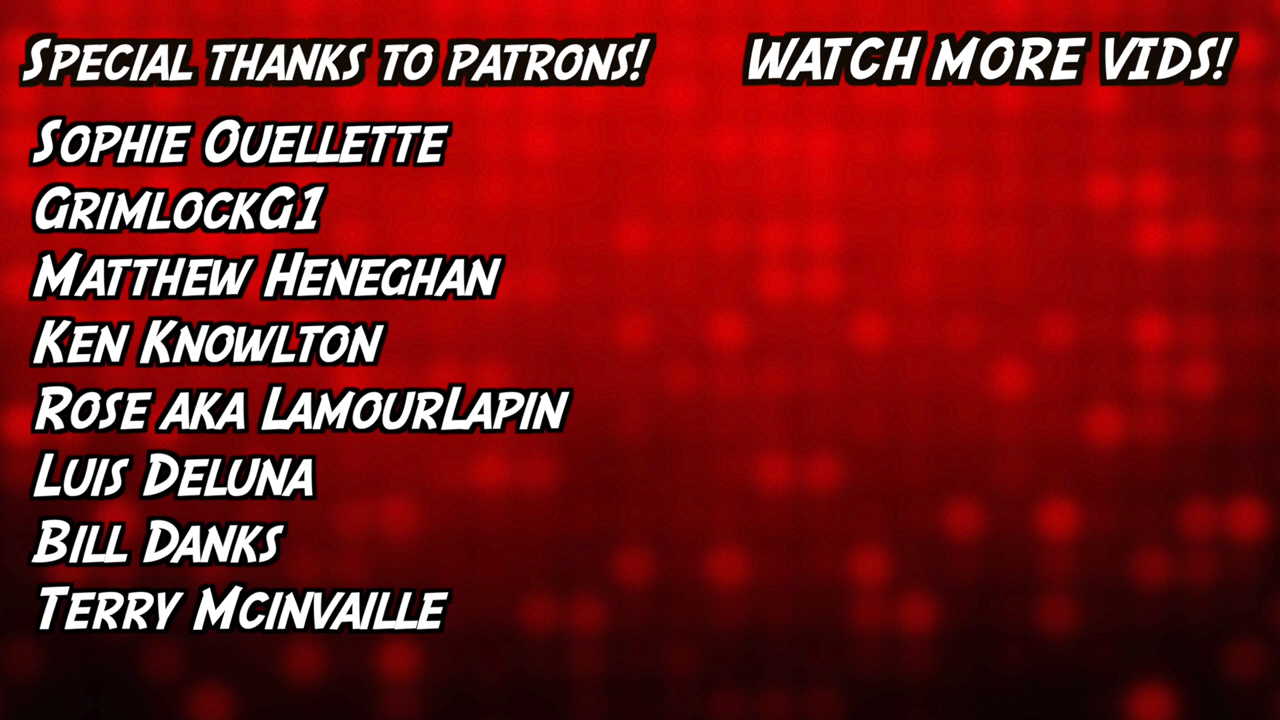 Special thanks to patrons!
WATCH MORE VIDS!
Sophie Ouellette
GrimlockG1
Matthew Heneghan
Ken Knowlton
Rose aka LamourLapin
Luis Deluna
Bill Danks
Terry Mcinvaille